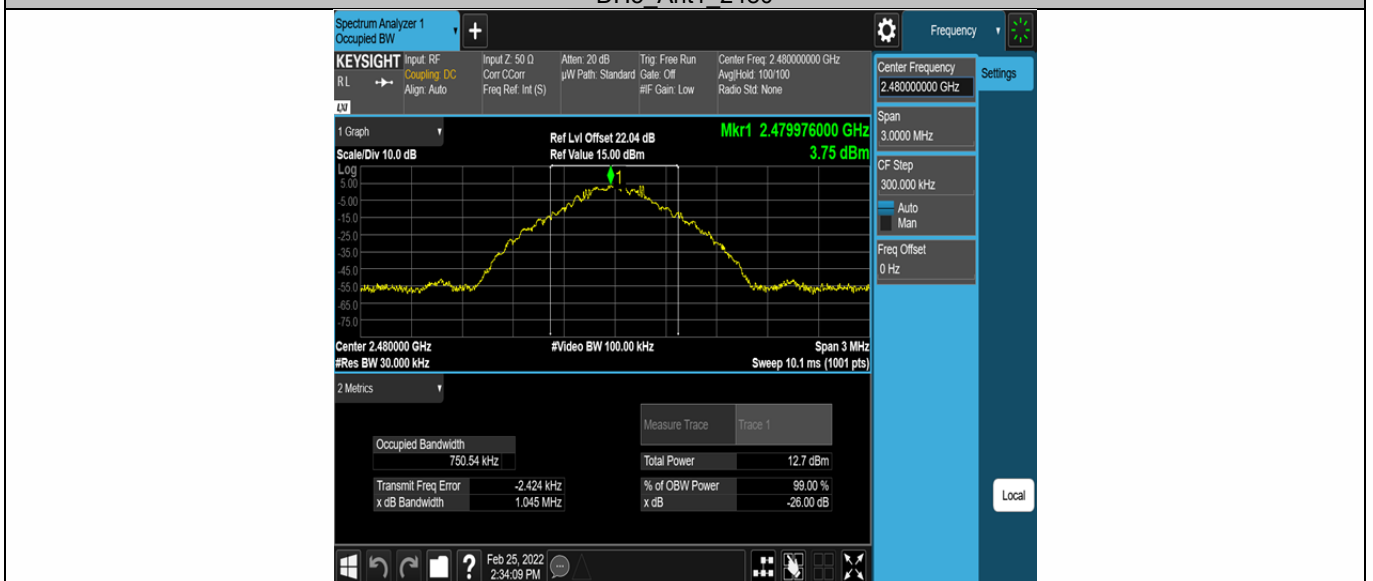 DH5_Ant1_2480
Spectrum Analyzer 1
Occupied BW
+
Frequency
KEYSIGHT
Input: RF
Input Z: 50 Ω
Atten: 20 dB
Trig: Free Run
Center Freq: 2.480000000 GHz
RL
Coupling: DC
Corr CCorr
µW Path: Standard
Gate: Off
Avg|Hold: 100/100
Align: Auto
Freq Ref: Int (S)
#IF Gain: Low
Radio Std: None
LXI
Center Frequency
2.480000000 GHz
Settings
Span
3.0000 MHz
CF Step
300.000 kHz
Auto
Man
Freq Offset
0 Hz
Local
1 Graph
Ref Lvl Offset 22.04 dB
Mkr1 2.479976000 GHz
Scale/Div 10.0 dB
Ref Value 15.00 dBm
3.75 dBm
Log
5.00
1
-5.00
-15.0
-25.0
-35.0
-45.0
-55.0
-65.0
-75.0
Center 2.480000 GHz
#Video BW 100.00 kHz
Span 3 MHz
#Res BW 30.000 kHz
Sweep 10.1 ms (1001 pts)
2 Metrics
Measure Trace
Trace 1
Occupied Bandwidth
750.54 kHz
Total Power
12.7 dBm
Transmit Freq Error
-2.424 kHz
% of OBW Power
99.00 %
x dB Bandwidth
1.045 MHz
x dB
-26.00 dB
?
Feb 25, 2022
2:34:09 PM